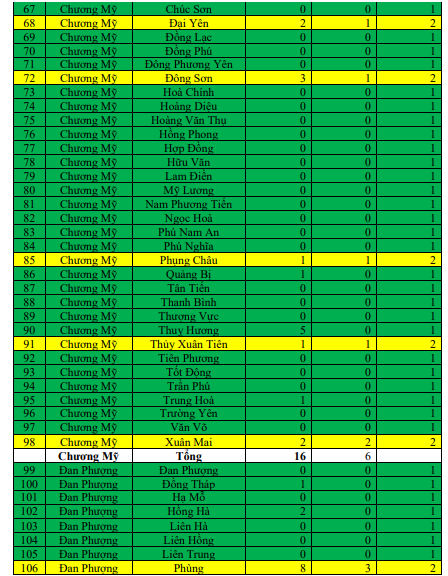 67 Chương Mỹ Chúc Sơn 0 0 1
68 Chương Mỹ Đại Yên 2 1 2
69 Chương Mỹ Đồng Lạc 0 0 1
70 Chương Mỹ Đồng Phú 0 0 1
71 Chương Mỹ Đông Phương Yên 0 0 1
72 Chương Mỹ Đông Sơn 3 1 2
73 Chương Mỹ Hoà Chính 0 0 1
74 Chương Mỹ Hoàng Diệu 0 0 1
75 Chương Mỹ Hoàng Văn Thụ 0 0 1
76 Chương Mỹ Hồng Phong 0 0 1
77 Chương Mỹ Hợp Đồng 0 0 1
78 Chương Mỹ Hữu Văn 0 0 1
79 Chương Mỹ Lam Điền 0 0 1
80 Chương Mỹ Mỹ Lương 0 0 1
81 Chương Mỹ Nam Phương Tiến 0 0 1
82 Chương Mỹ Ngọc Hoà 0 0 1
83 Chương Mỹ Phú Nam An 0 0 1
84 Chương Mỹ Phú Nghĩa 0 0 1
85 Chương Mỹ Phụng Châu 1 1 2
86 Chương Mỹ Quảng Bị 1 0 1
87 Chương Mỹ Tân Tiến 0 0 1
88 Chương Mỹ Thanh Bình 0 0 1
89 Chương Mỹ Thượng Vực 0 0 1
90 Chương Mỹ Thuy Hương 5 0 1
91 Chương Mỹ Thủy Xuân Tiên 1 1 2
92 Chương Mỹ Tiên Phương 0 0 1
93 Chương Mỹ Tốt Động 0 0 1
94 Chương Mỹ Trần Phú 0 0 1
95 Chương Mỹ Trung Hoà 1 0 1
96 Chương Mỹ Trường Yên 0 0 1
97 Chương Mỹ Văn Võ 0 0 1
98 Chương Mỹ Xuân Mai 2 2 2
Chương Mỹ Tổng 16 6
99 Đan Phượng Đan Phượng 0 0 1
100 Đan Phượng Đồng Tháp 1 0 1
101 Đan Phượng Hạ Mỗ 0 0 1
102 Đan Phượng Hồng Hà 2 0 1
103 Đan Phượng Liên Hà 0 0 1
104 Đan Phượng Liên Hồng 0 0 1
105 Đan Phượng Liên Trung 0 0 1
106 Đan Phượng Phùng 8 3 2